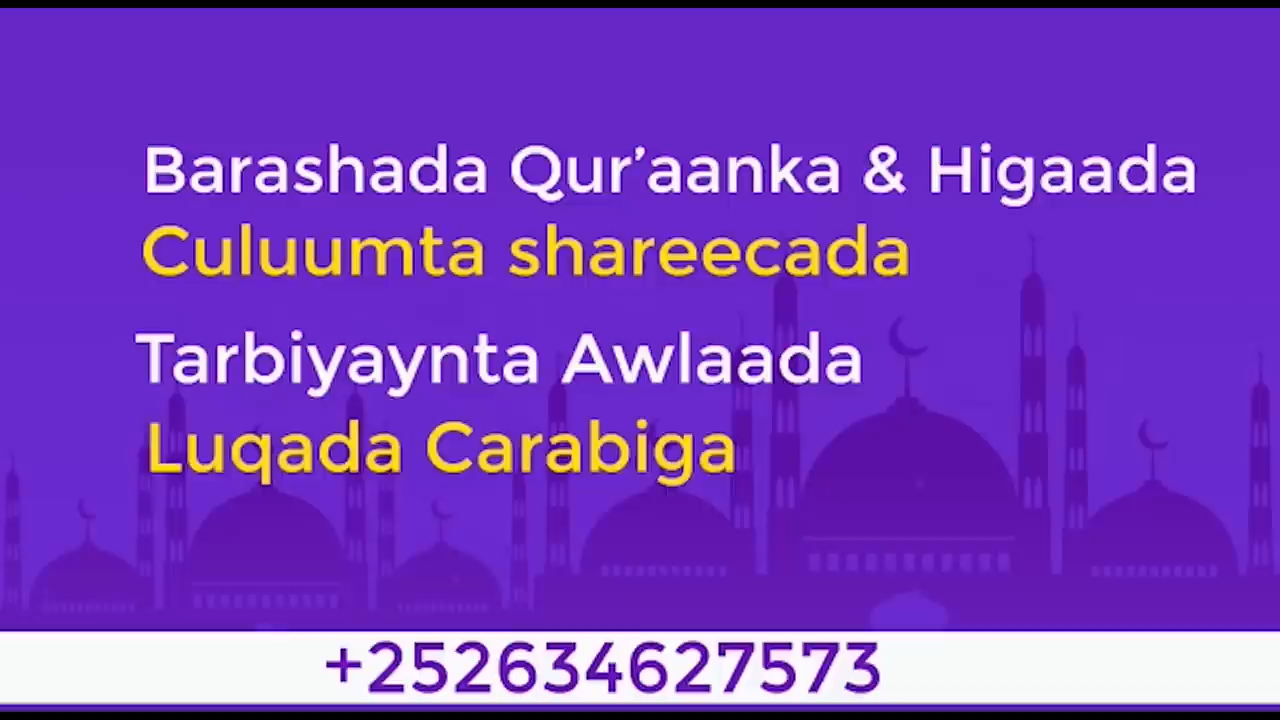 Barashada Qur’aanka & Higaada
Culuumta shareecada
Tarbiyaynta Awlaada
Luqada Carabiga
+252634627573